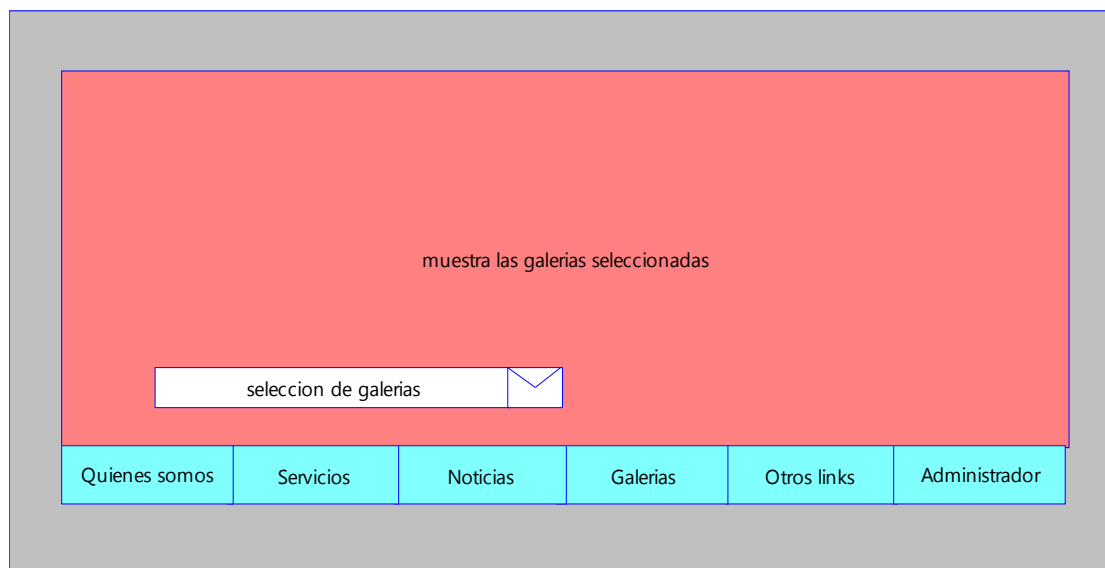 muestra las galerias seleccionadas
seleccion de galerias
Quienes somos
Servicios
Noticias
Galerias
Otros links
Administrador